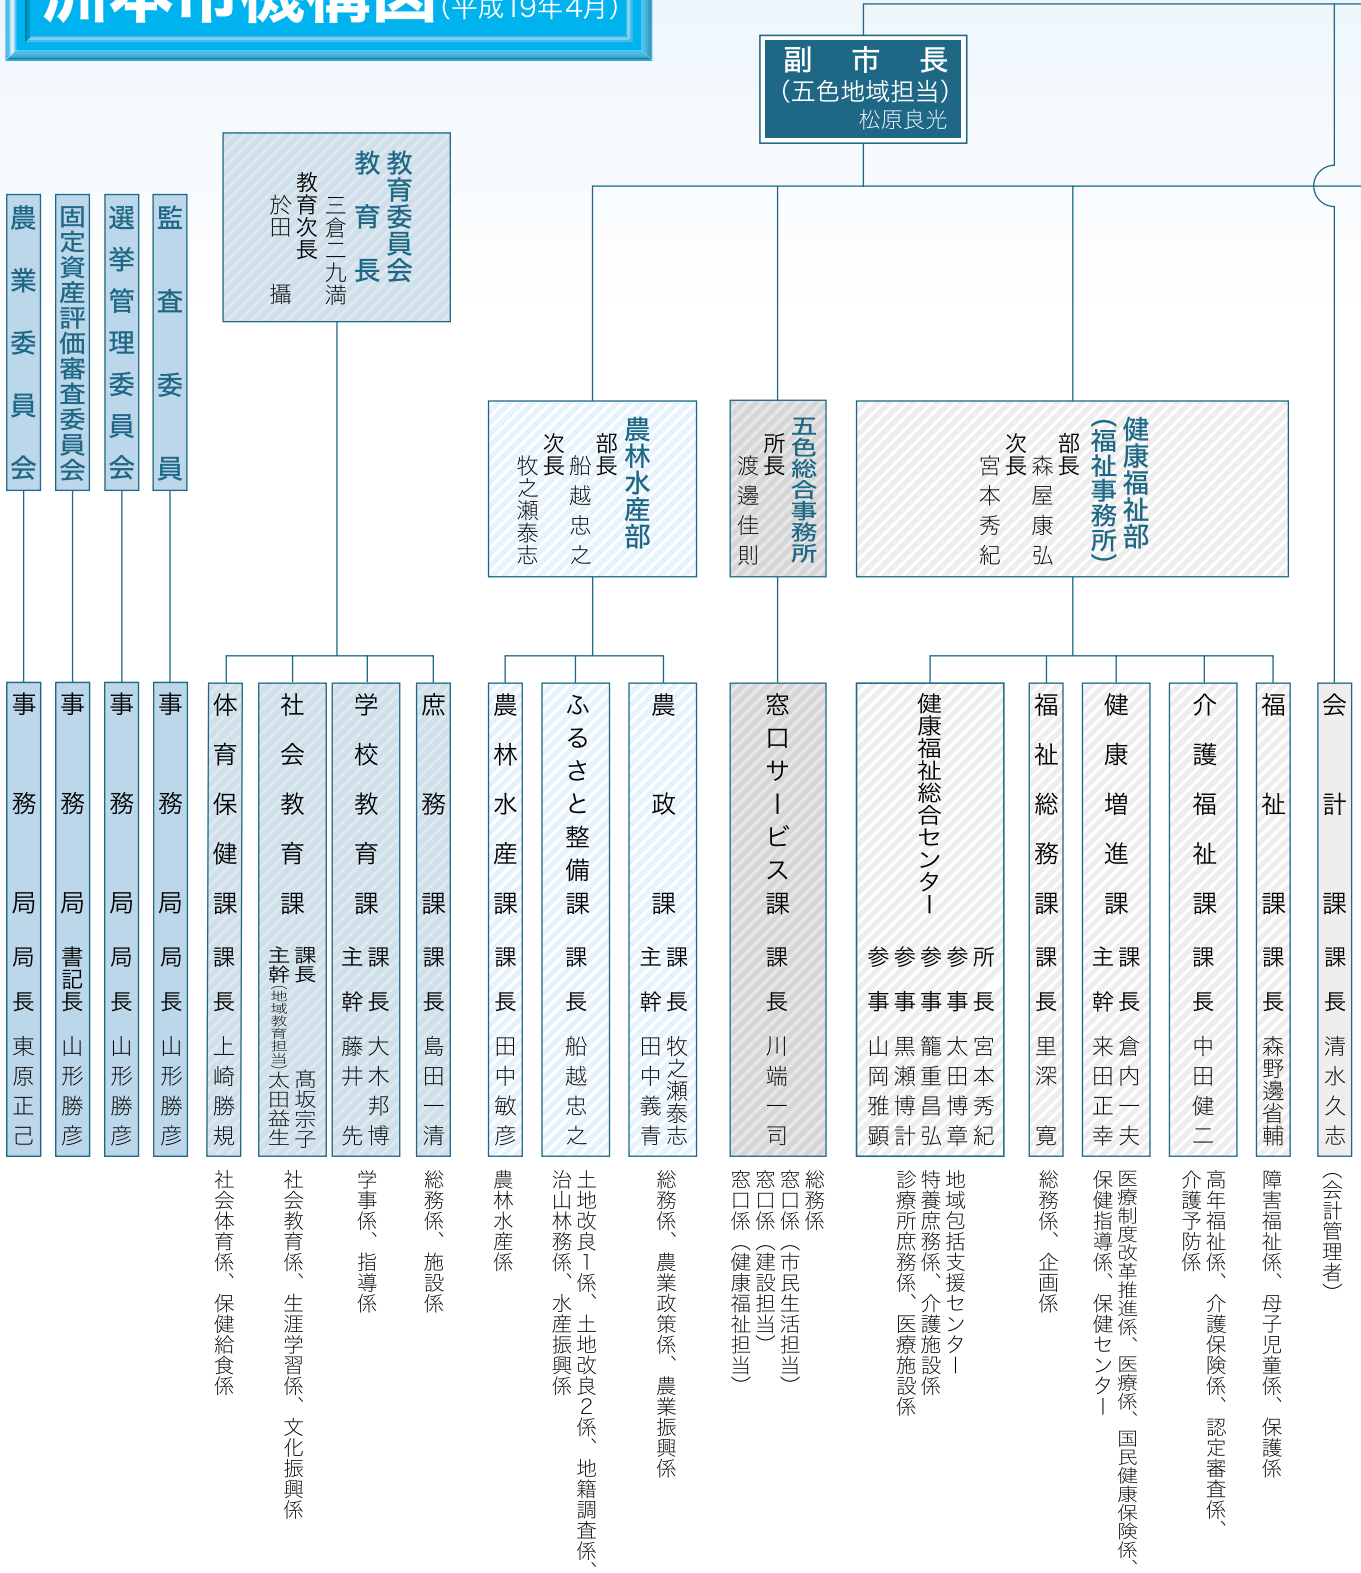 洲本市機構図(平成19年4月)
副市長
(五色地域担当)
松原良光
会計課 課長 清水久志
(会計管理者)
健康福祉部
(福祉事務所)
部長
森屋康弘
次長
宮本秀紀
福祉課 課長 森野邊省輔
障害福祉係、母子児童係、保護係
介護福祉課 課長 中田健二
高年福祉係、介護保険係、認定審査係、
介護予防係
健康増進課
課長 倉内一夫
主幹 来田正幸
医療制度改革推進係、医療係、国民健康保険係、
保健指導係、保健センター
福祉総務課 課長 里深寛
総務係、企画係
健康福祉総合センター
所長 宮本秀紀
参事 太田博章
参事 籠重昌弘
参事 黒瀬博計
参事 山岡雅顕
地域包括支援センター
特養庶務係、介護施設係
診療所庶務係、医療施設係
五色総合事務所
所長
渡邊佳則
窓口サービス課 課長 川端一司
総務係
窓口係(市民生活担当)
窓口係(建設担当)
窓口係(健康福祉担当)
農林水産部
部長
船越忠之
次長
牧之瀬泰志
農政課
課長 牧之瀬泰志
主幹 田中義青
総務係、農業政策係、農業振興係
ふるさと整備課 課長 船越忠之
土地改良1係、土地改良2係、地籍調査係、
治山林務係、水産振興係
農林水産課 課長 田中敏彦
農林水産係
教育委員会
教育長
三倉二九満
教育次長
於田 攝
庶務課 課長 島田一清
総務係、施設係
学校教育課
課長 大木邦博
主幹 藤井先
学事係、指導係
社会教育課
課長 髙坂宗子
主幹(地域教育担当)太田益生
社会教育係、生涯学習係、文化振興係
体育保健課 課長 上崎勝規
社会体育係、保健給食係
監査委員
事務局 局長 山形勝彦
選挙管理委員会
事務局 局長 山形勝彦
固定資産評価審査委員会
事務局 書記長 山形勝彦
農業委員会
事務局 局長 東原正己